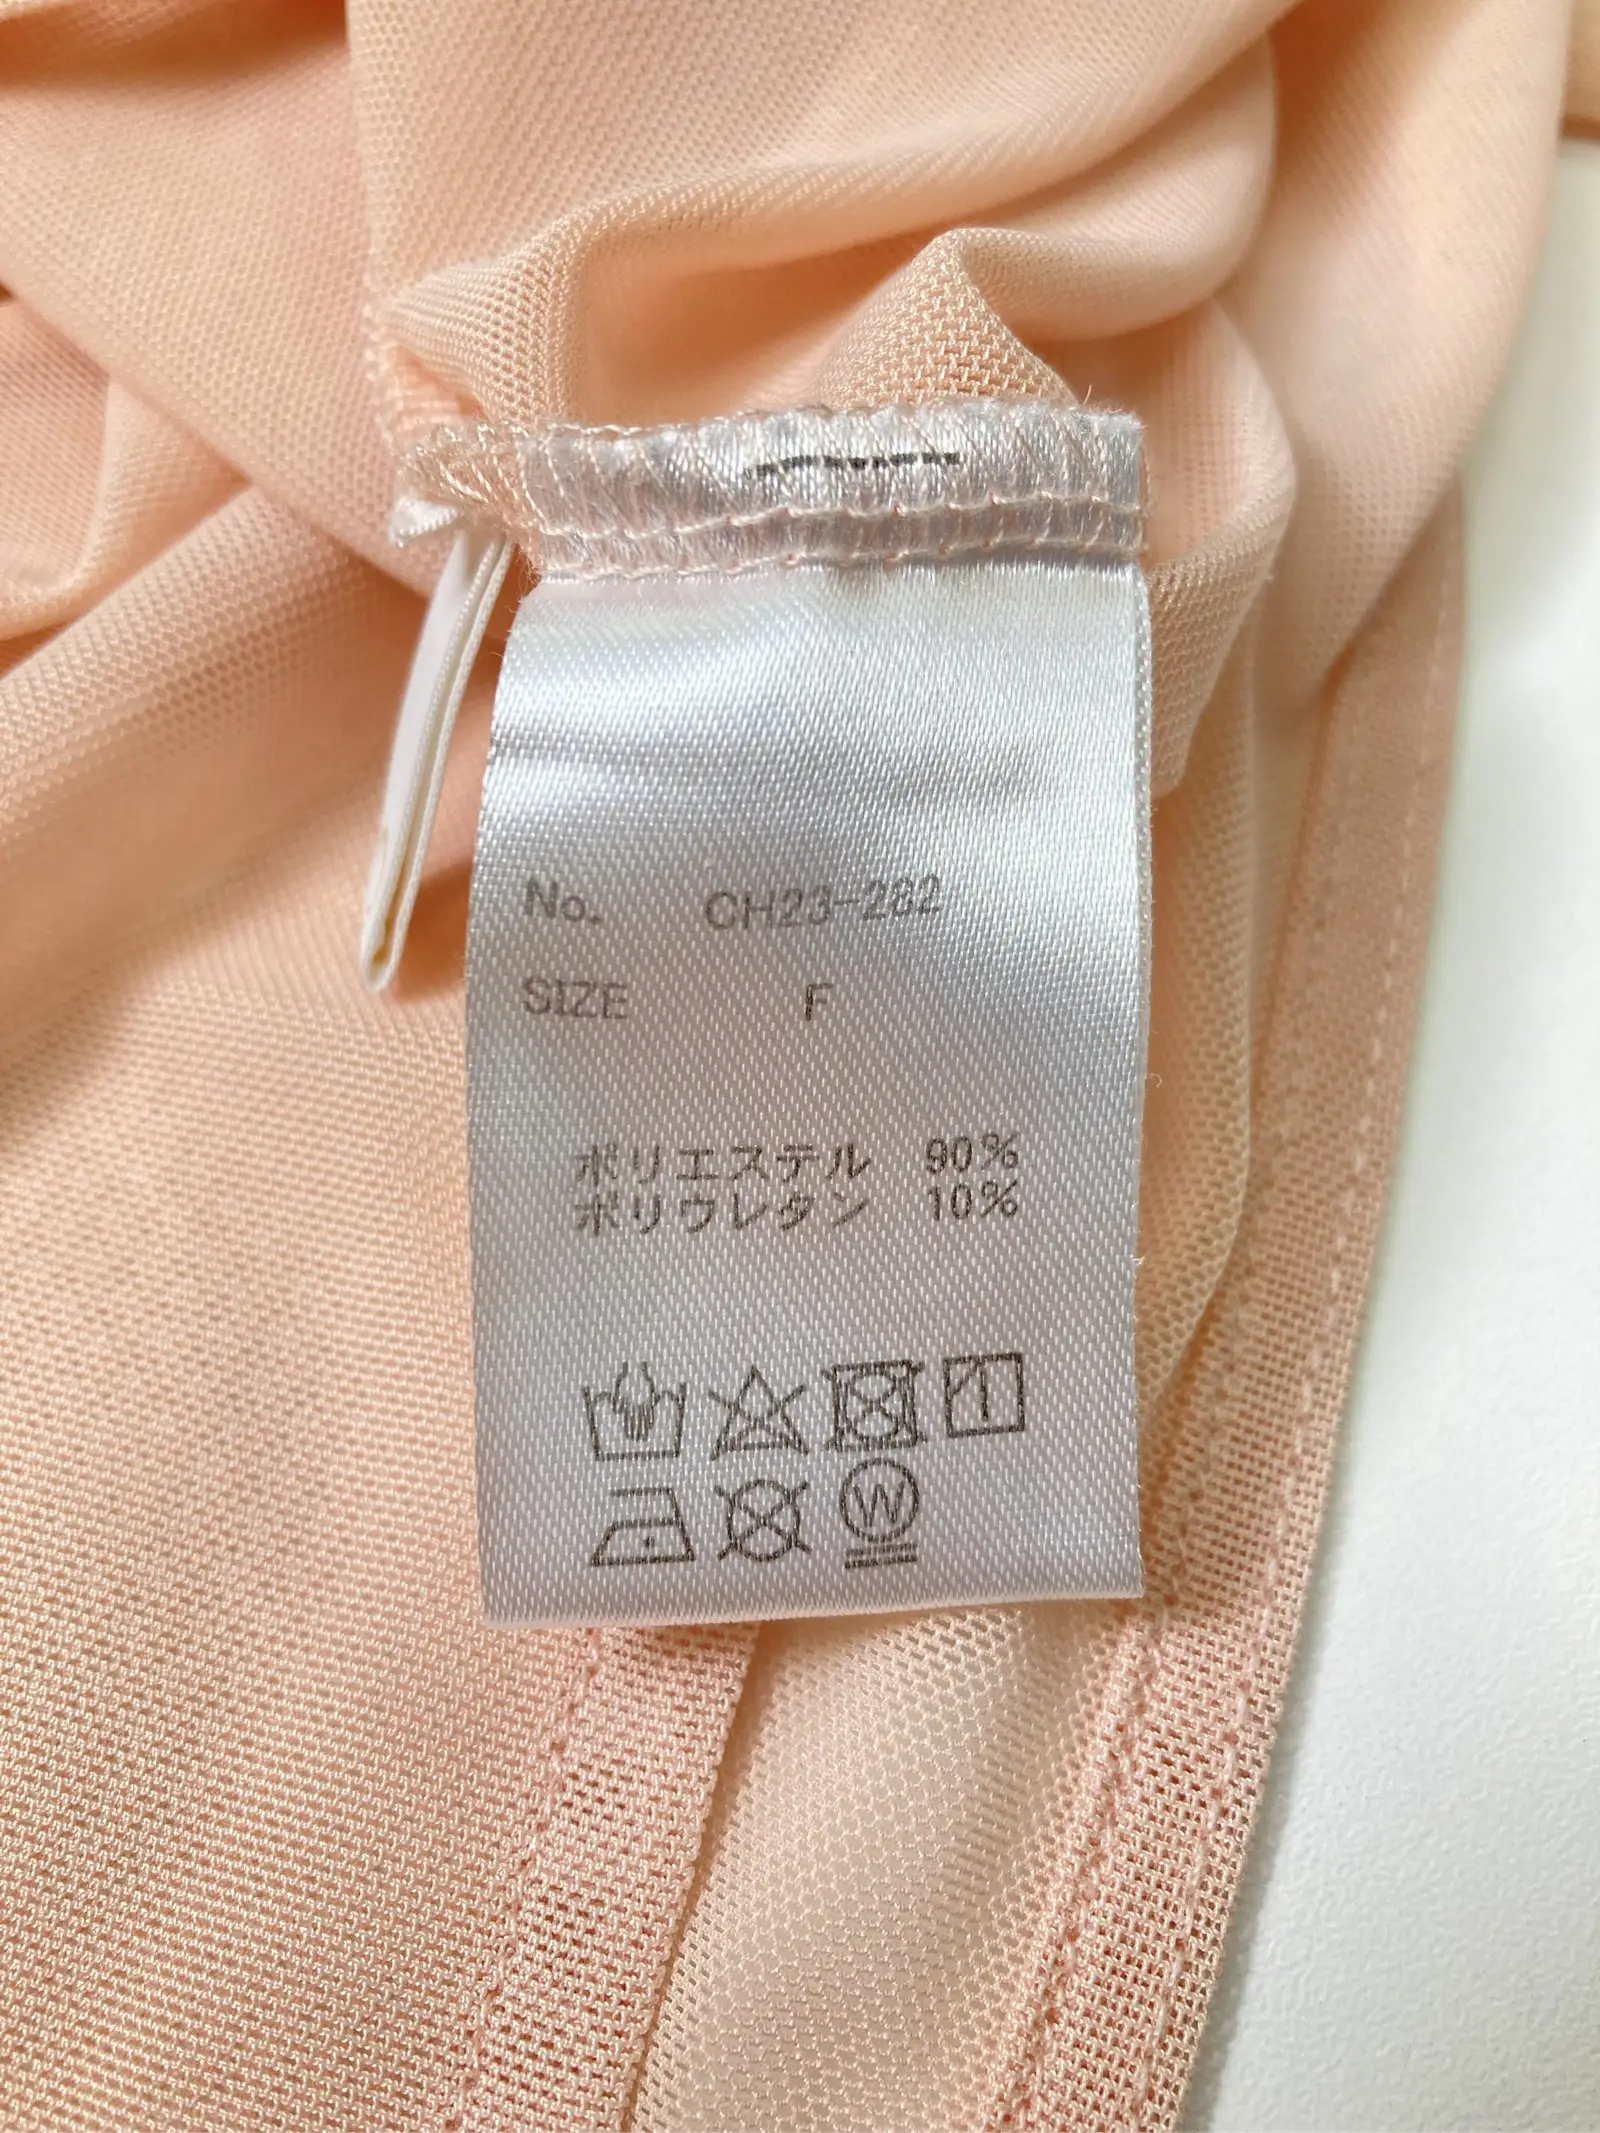 No. CH23-282
SIZE F
ポリエステル 90%
ポリウレタン 10%
W